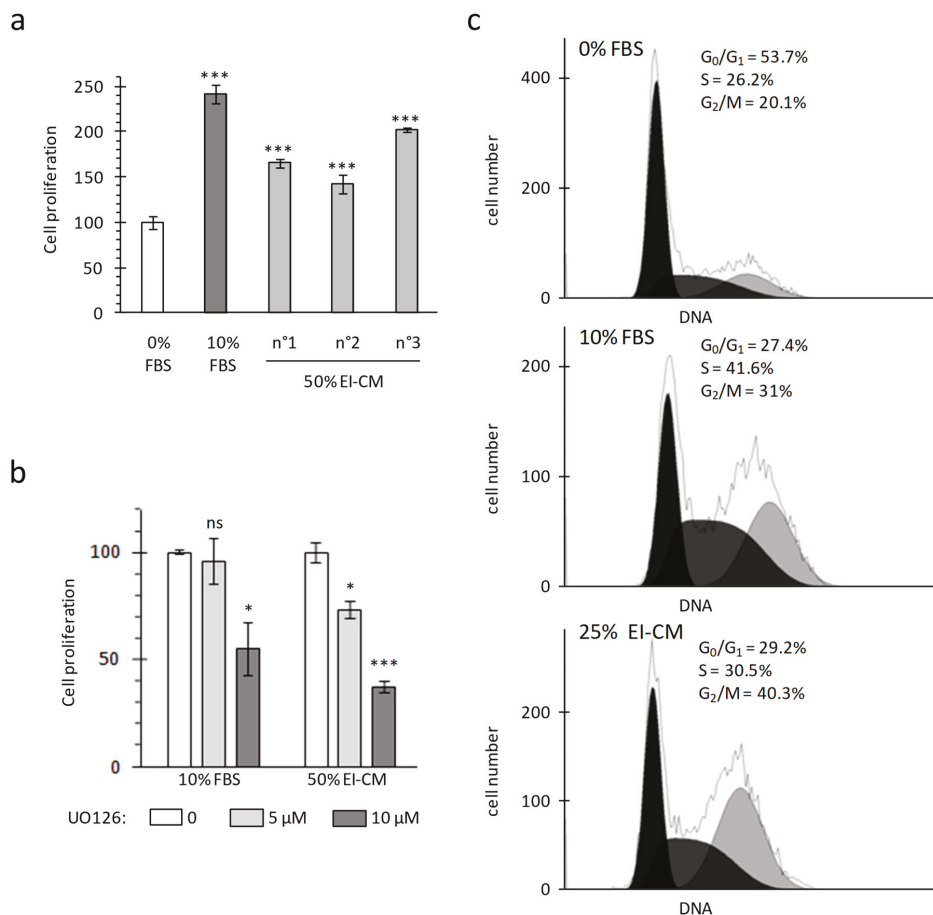 a
Cell proliferation
250
200
150
100
50
0
***
***
***
***
0%
FBS
10%
FBS
n°1
n°2
n°3
50% EI-CM
b
Cell proliferation
100
50
0
ns
*
*
***
10% FBS
50% EI-CM
UO126:
0
5 µM
10 µM
c
0% FBS
G₀/G₁ = 53.7%
S = 26.2%
G₂/M = 20.1%
cell number
400
200
0
DNA
10% FBS
G₀/G₁ = 27.4%
S = 41.6%
G₂/M = 31%
cell number
200
100
0
DNA
25% EI-CM
G₀/G₁ = 29.2%
S = 30.5%
G₂/M = 40.3%
cell number
200
100
0
DNA